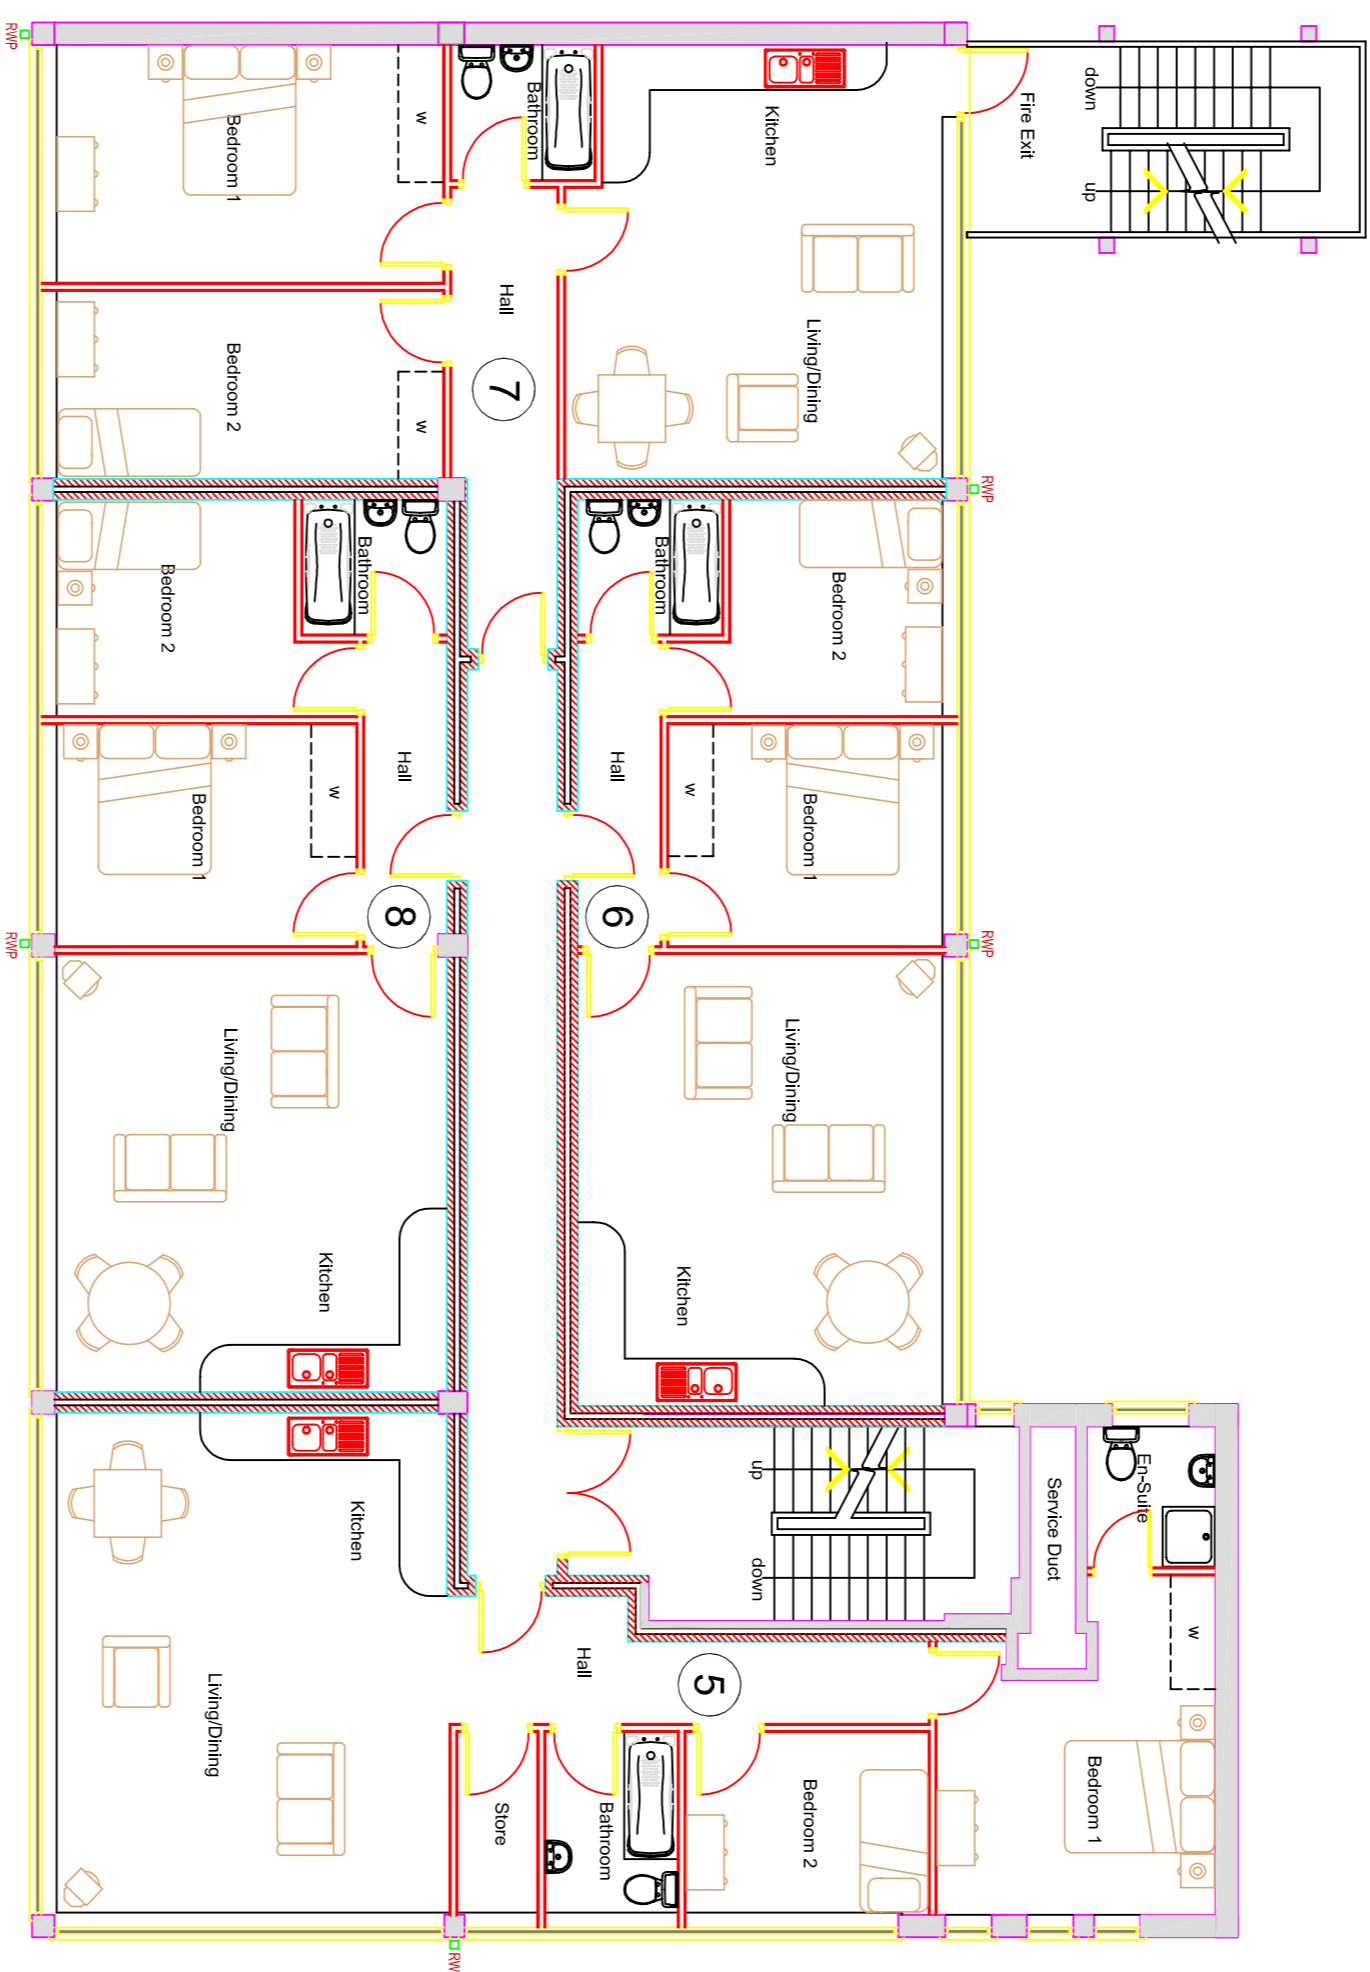 RWP
Bedroom 1
w
Bathroom
Kitchen
Fire Exit
down
up
Hall
7
Living/Dining
Bedroom 2
w
RWP
Bedroom 2
Bathroom
Bathroom
Bedroom 2
Hall
Hall
w
w
Bedroom 1
Bedroom 1
8
6
RWP
RWP
Living/Dining
Living/Dining
Kitchen
Kitchen
up
down
Service Duct
En-Suite
w
Kitchen
Hall
5
Living/Dining
Store
Bathroom
Bedroom 2
Bedroom 1
RW